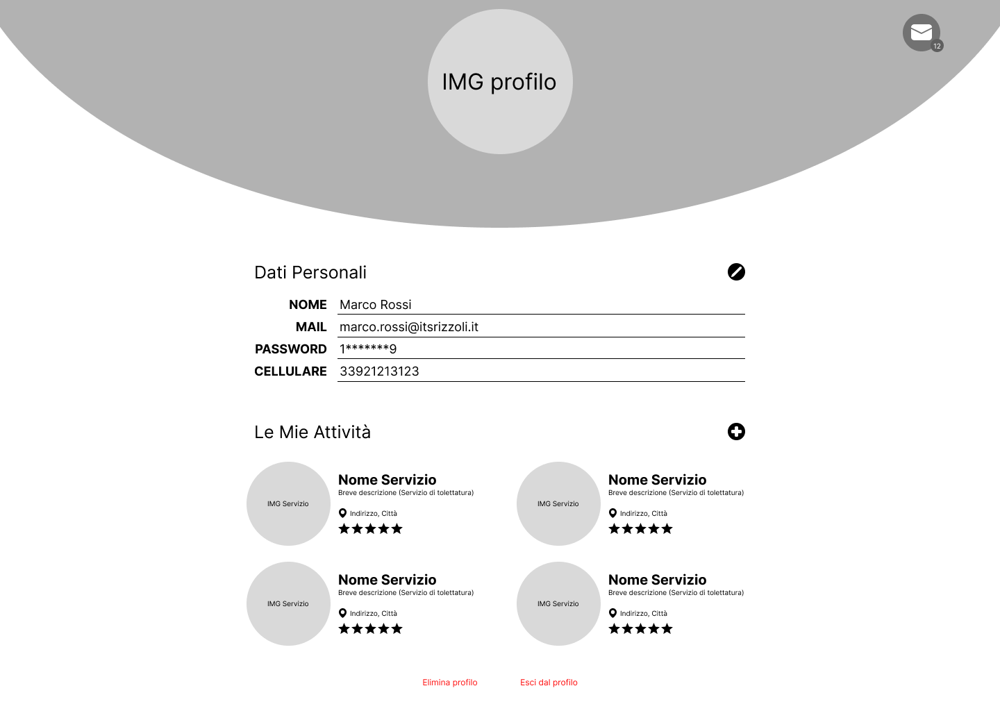 12
IMG profilo
Dati Personali
NOME Marco Rossi
MAIL marco.rossi@itsrizzoli.it
PASSWORD 1*******9
CELLULARE 33921213123
Le Mie Attività
IMG Servizio
Nome Servizio
Breve descrizione (Servizio di tolettatura)
Indirizzo, Città
IMG Servizio
Nome Servizio
Breve descrizione (Servizio di tolettatura)
Indirizzo, Città
IMG Servizio
Nome Servizio
Breve descrizione (Servizio di tolettatura)
Indirizzo, Città
IMG Servizio
Nome Servizio
Breve descrizione (Servizio di tolettatura)
Indirizzo, Città
Elimina profilo
Esci dal profilo